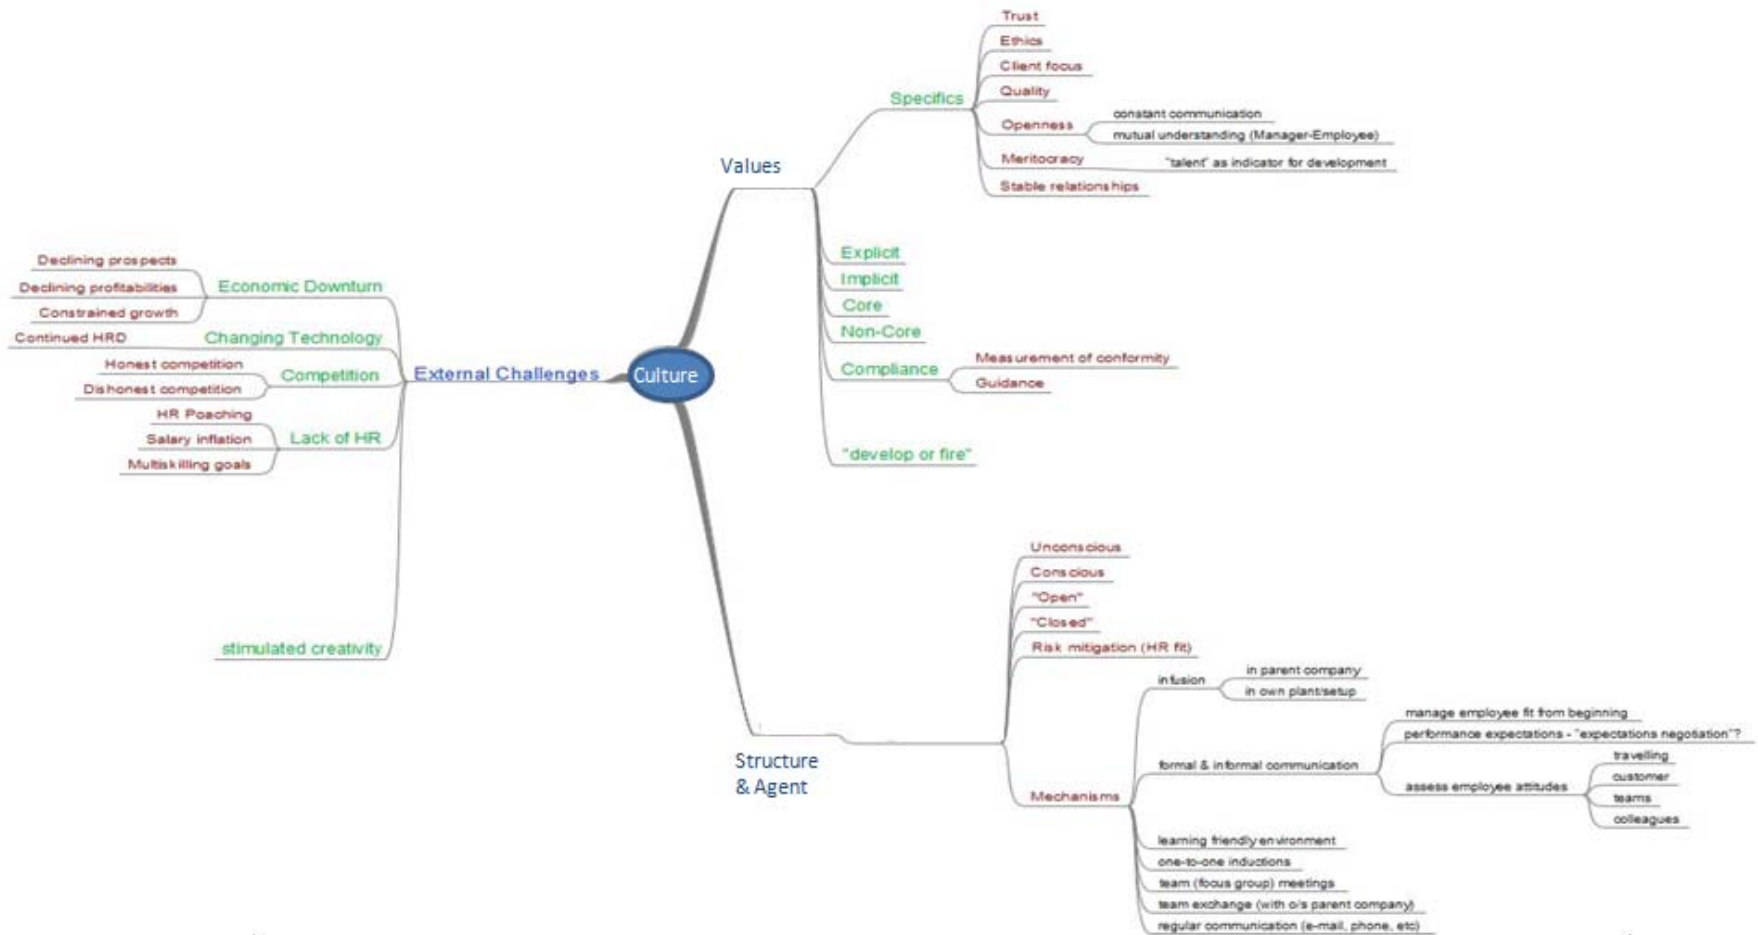 Culture
Values
Specifics
Trust
Ethics
Client focus
Quality
Openness
constant communication
mutual understanding (Manager-Employee)
Meritocracy
"talent' as indicator for development
Stable relationships
Explicit
Implicit
Core
Non-Core
Compliance
Measurement of conformity
Guidance
"develop or fire"
External Challenges
Economic Downturn
Declining prospects
Declining profitabilities
Constrained growth
Changing Technology
Continued HRD
Competition
Honest competition
Dishonest competition
Lack of HR
HR Poaching
Salary inflation
Multiskilling goals
stimulated creativity
Structure
& Agent
Unconscious
Conscious
"Open"
"Closed"
Risk mitigation (HR fit)
Mechanisms
infusion
in parent company
in own plant/setup
formal & informal communication
manage employee fit from beginning
performance expectations - "expectations negotiation"?
assess employee attitudes
travelling
customer
teams
colleagues
learning friendly environment
one-to-one inductions
team (focus group) meetings
team exchange (with o/s parent company)
regular communication (e-mail, phone, etc)